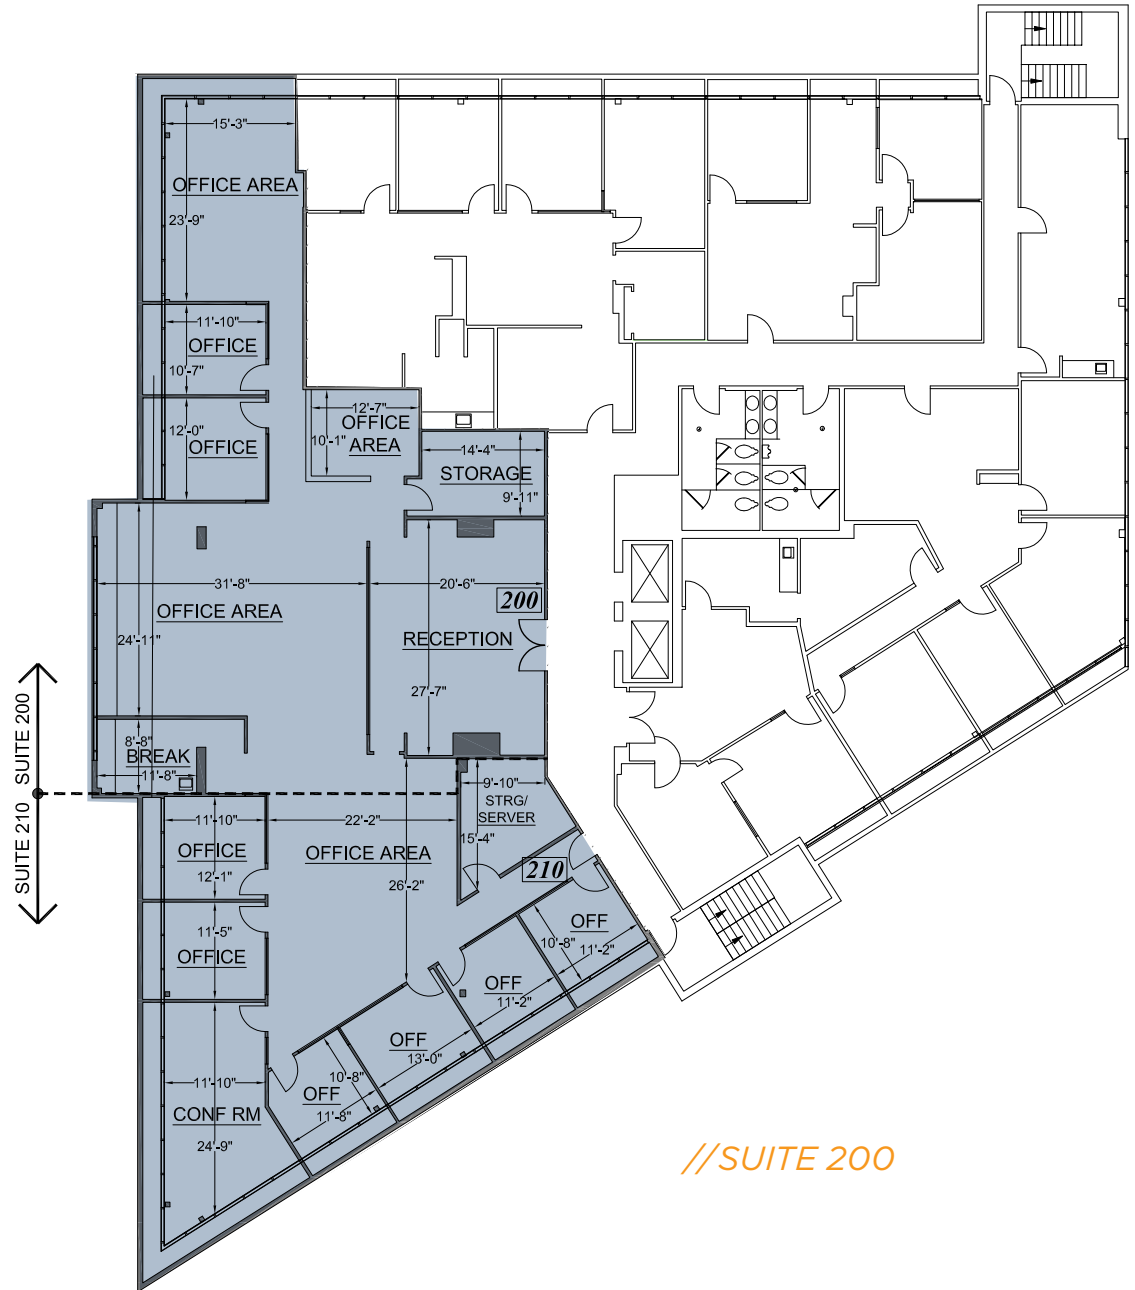 15'-3"
OFFICE AREA
23'-9"
11'-10"
OFFICE
10'-7"
12'-0"
OFFICE
12'-7"
OFFICE
AREA
10'-1"
14'-4"
STORAGE
9'-11"
31'-8"
OFFICE AREA
24'-11"
20'-6"
200
RECEPTION
27'-7"
8'-8"
BREAK
11'-8"
SUITE 200
SUITE 210
9'-10"
STRG/
SERVER
15'-4"
11'-10"
OFFICE
12'-1"
22'-2"
OFFICE AREA
26'-2"
210
11'-5"
OFFICE
OFF
10'-8"
11'-2"
OFF
11'-2"
OFF
13'-0"
10'-8"
OFF
11'-8"
11'-10"
CONF RM
24'-9"
//SUITE 200